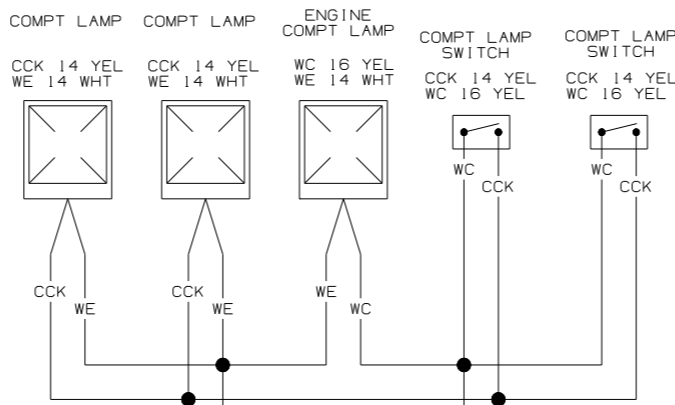 COMPT LAMP
CCK 14 YEL
WE 14 WHT
COMPT LAMP
CCK 14 YEL
WE 14 WHT
ENGINE
COMPT LAMP
WC 16 YEL
WE 14 WHT
COMPT LAMP
SWITCH
CCK 14 YEL
WC 16 YEL
COMPT LAMP
SWITCH
CCK 14 YEL
WC 16 YEL
WC
CCK
WC
CCK
CCK
WE
CCK
WE
WE
WC